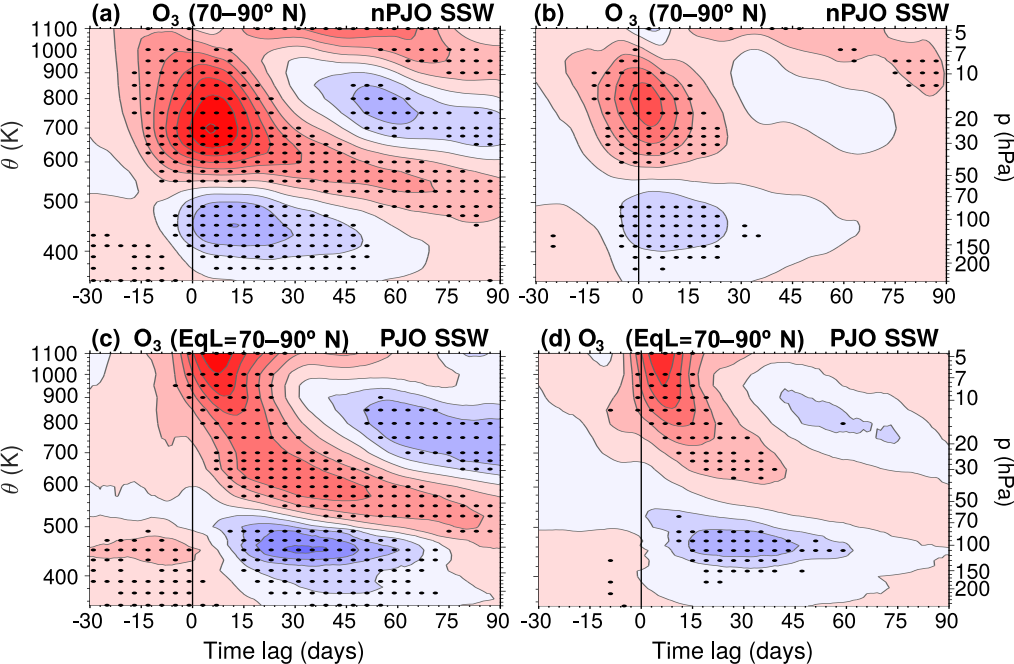 (a) O3 (70–90º N) nPJO SSW
(b) O3 (70–90º N) nPJO SSW
θ (K)
1100
1000
900
800
700
600
500
400
5
7
10
20
30
50
70
100
150
200
p (hPa)
-30 -15 0 15 30 45 60 75 90
-30 -15 0 15 30 45 60 75 90
(c) O3 (EqL=70–90º N) PJO SSW
(d) O3 (EqL=70–90º N) PJO SSW
θ (K)
1100
1000
900
800
700
600
500
400
5
7
10
20
30
50
70
100
150
200
p (hPa)
-30 -15 0 15 30 45 60 75 90
-30 -15 0 15 30 45 60 75 90
Time lag (days)
Time lag (days)